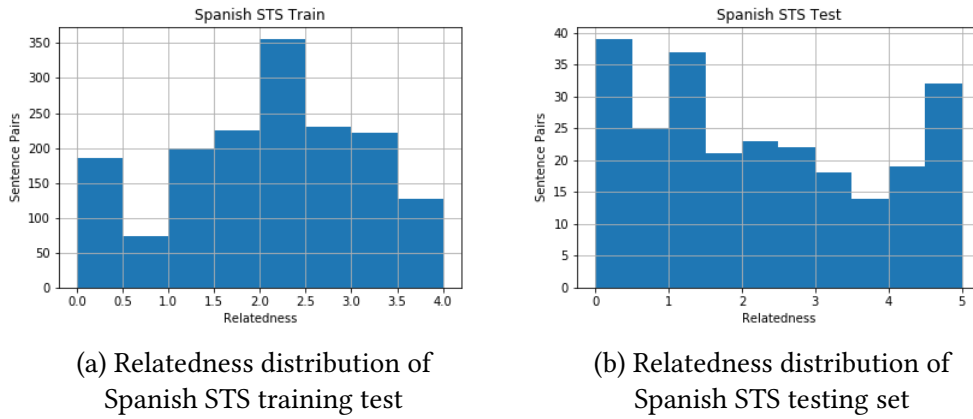 Spanish STS Train
350
300
250
200
150
100
50
0
Sentence Pairs
0.0 0.5 1.0 1.5 2.0 2.5 3.0 3.5 4.0
Relatedness
(a) Relatedness distribution of
Spanish STS training test
Spanish STS Test
40
35
30
25
20
15
10
5
0
Sentence Pairs
0 1 2 3 4 5
Relatedness
(b) Relatedness distribution of
Spanish STS testing set